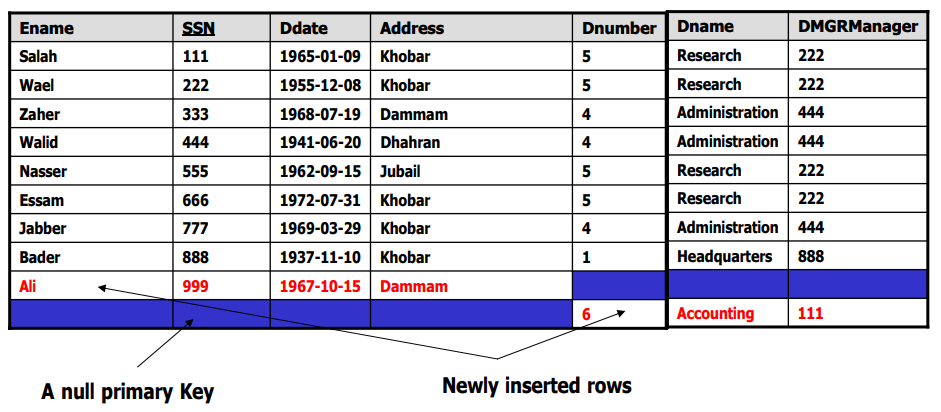 Ename SSN Ddate Address Dnumber Dname DMGRManager
Salah 111 1965-01-09 Khobar 5 Research 222
Wael 222 1955-12-08 Khobar 5 Research 222
Zaher 333 1968-07-19 Dammam 4 Administration 444
Walid 444 1941-06-20 Dhahran 4 Administration 444
Nasser 555 1962-09-15 Jubail 5 Research 222
Essam 666 1972-07-31 Khobar 5 Research 222
Jabber 777 1969-03-29 Khobar 4 Administration 444
Bader 888 1937-11-10 Khobar 1 Headquarters 888
Ali 999 1967-10-15 Dammam
6 Accounting 111
A null primary Key
Newly inserted rows